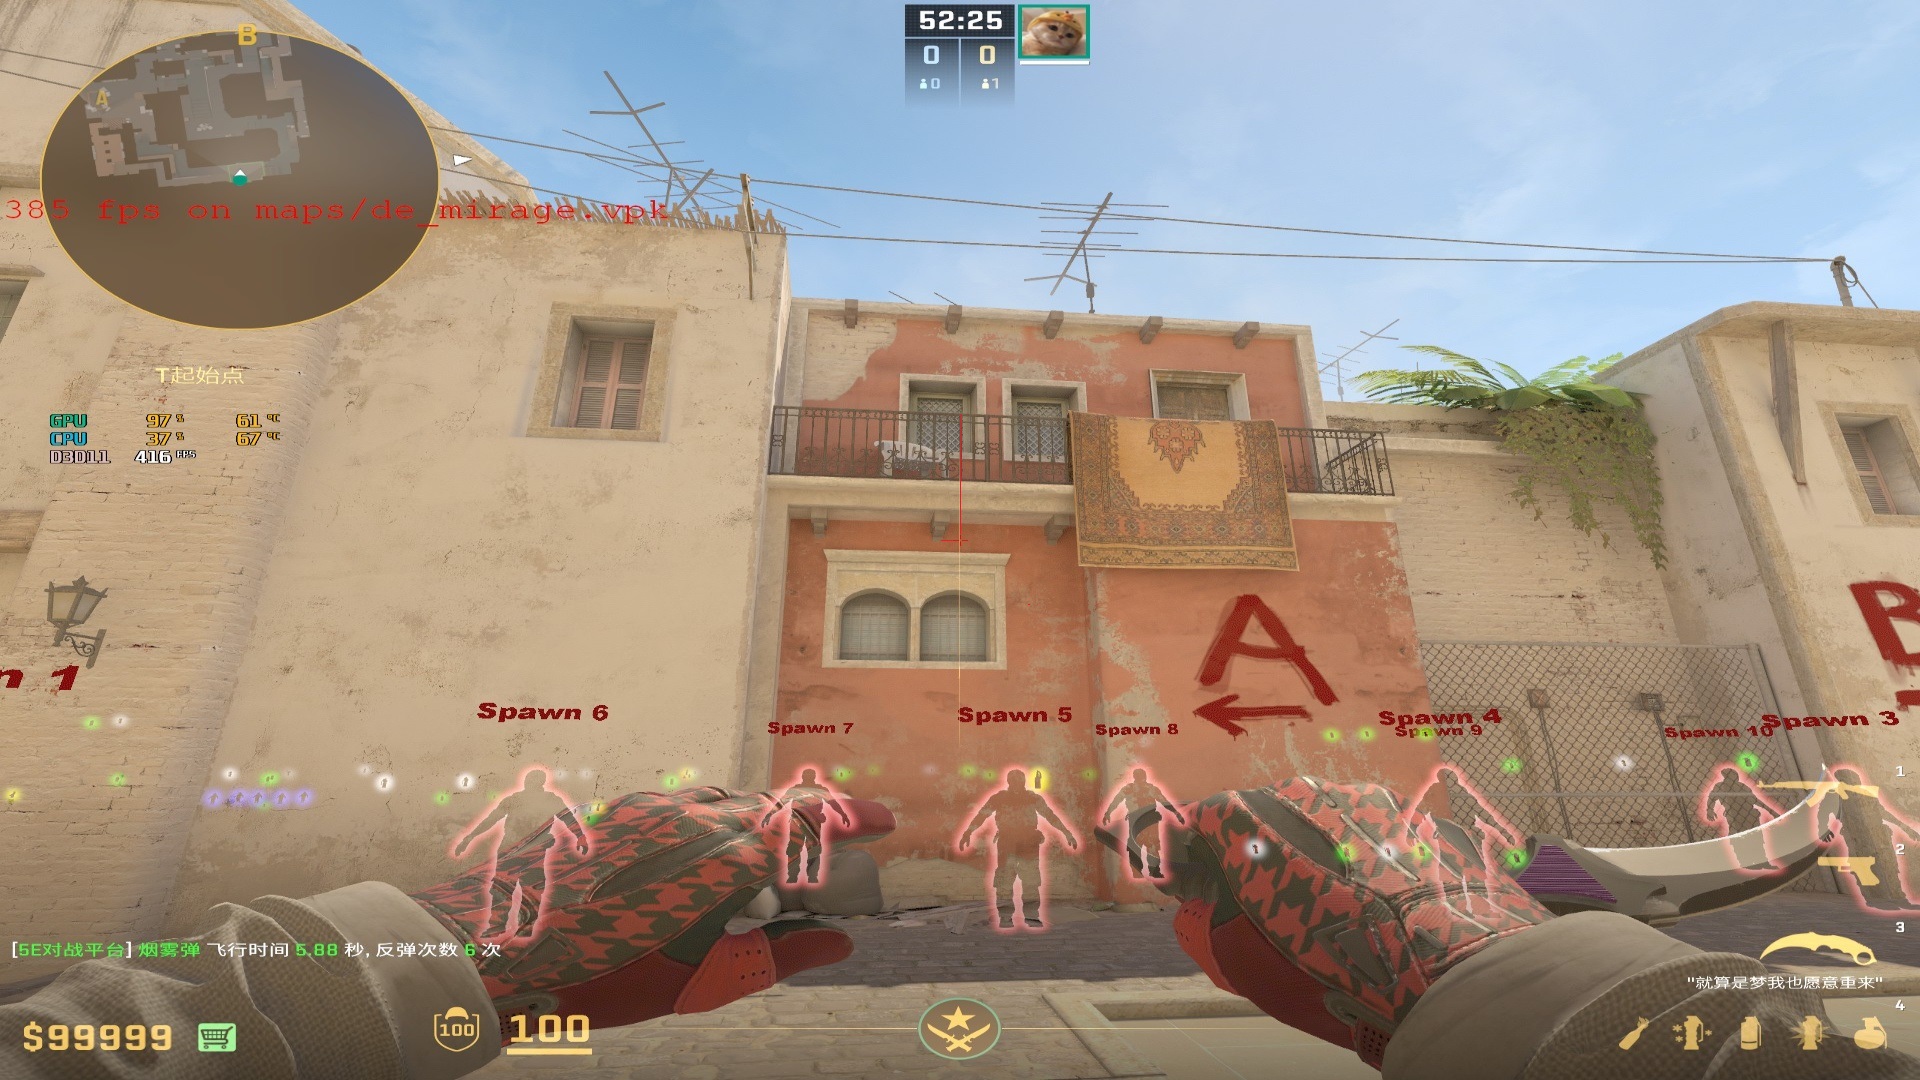 52:25
0 0
0 1
B
A
385 fps on maps/de_mirage.vpk
T起始点
GPU 97 % 61 °C
CPU 37 % 67 °C
D3D11 416 FPS
A
B
n 1
Spawn 6
Spawn 7
Spawn 5
Spawn 8
Spawn 4
Spawn 9
Spawn 10
Spawn 3
1
2
3
[5E对战平台] 烟雾弹 飞行时间 5.88 秒, 反弹次数 6 次
"就算是梦我也愿意重来"
4
$99999
100
100